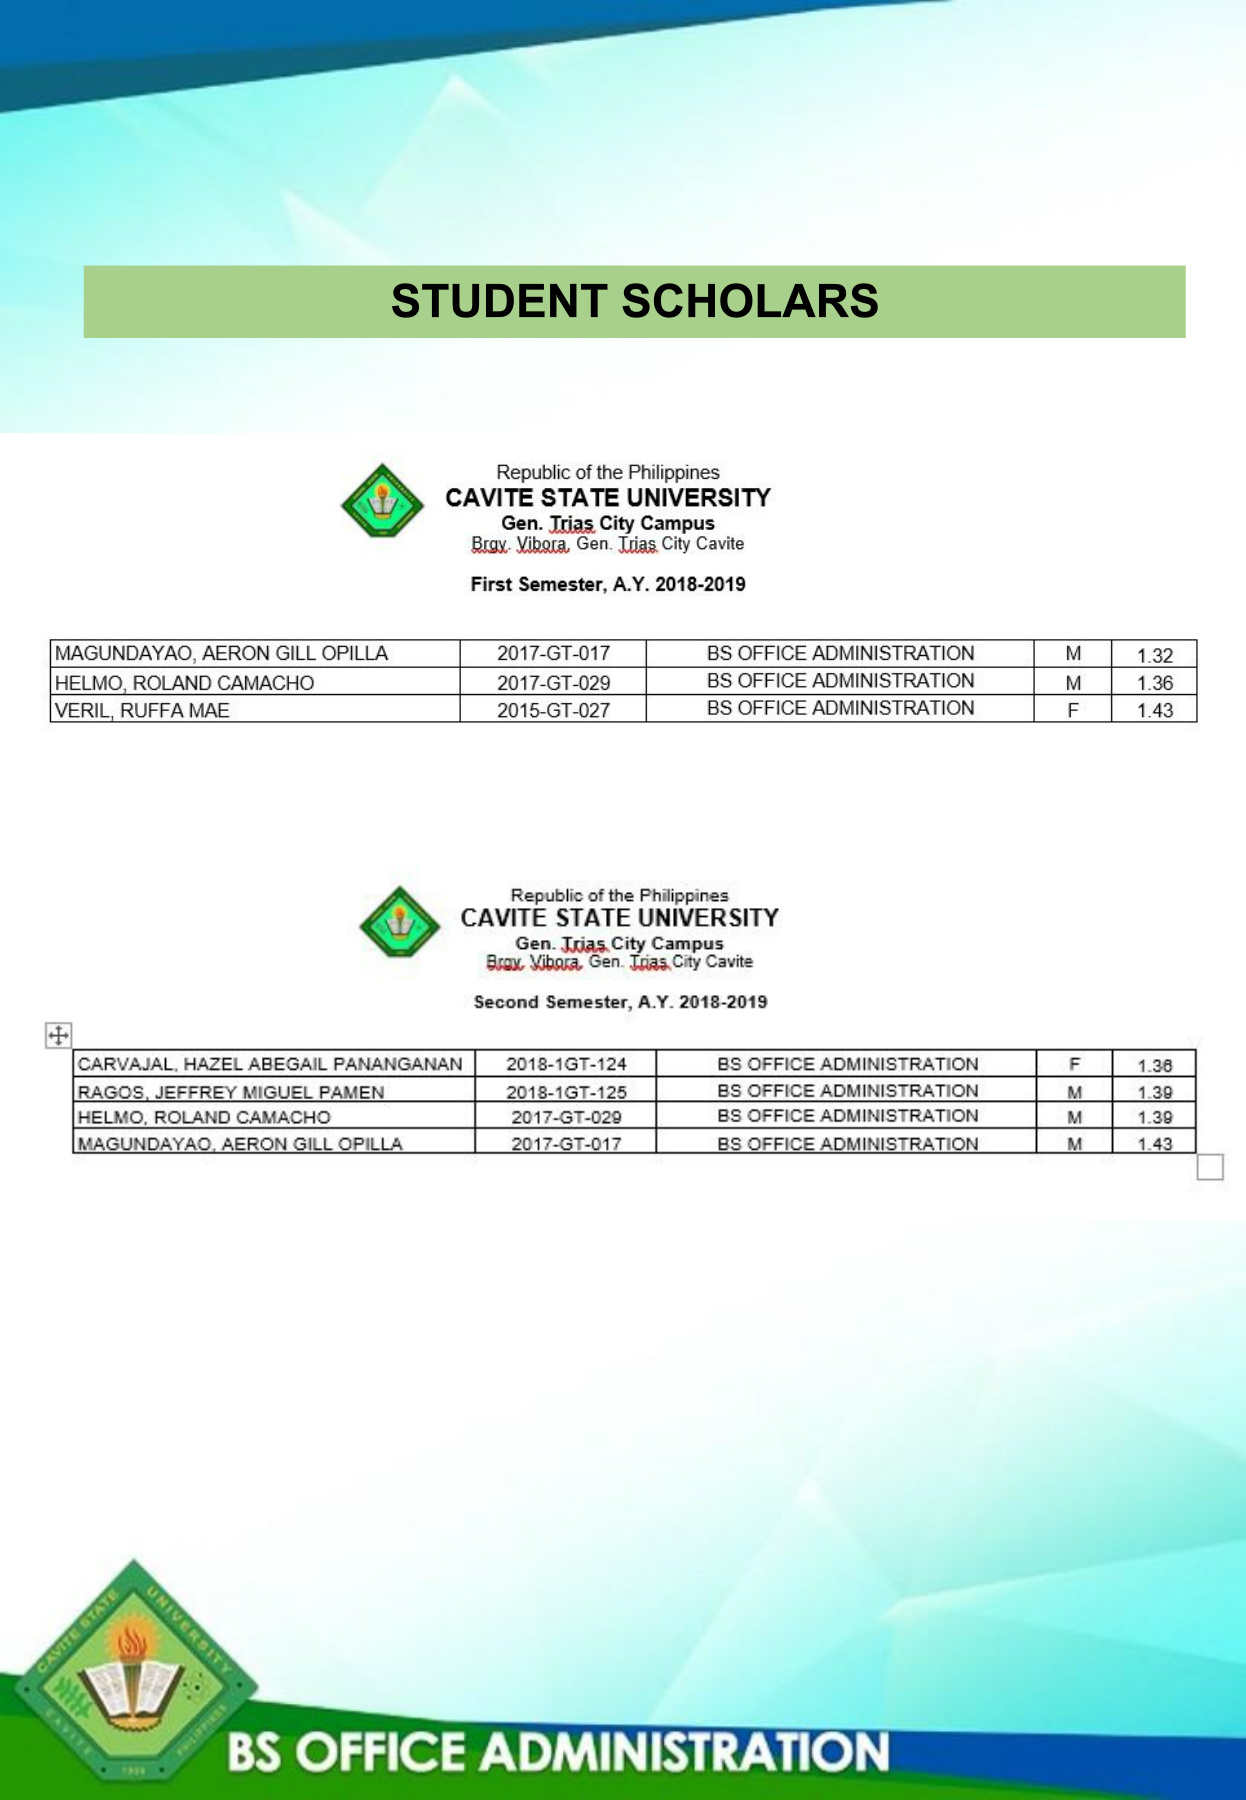 STUDENT SCHOLARS
Republic of the Philippines
CAVITE STATE UNIVERSITY
Gen. Trias City Campus
Brgy. Vibora, Gen. Trias City Cavite
First Semester, A.Y. 2018-2019
MAGUNDAYAO, AERON GILL OPILLA 2017-GT-017 BS OFFICE ADMINISTRATION M 1.32
HELMO, ROLAND CAMACHO 2017-GT-029 BS OFFICE ADMINISTRATION M 1.36
VERIL, RUFFA MAE 2015-GT-027 BS OFFICE ADMINISTRATION F 1.43
Republic of the Philippines
CAVITE STATE UNIVERSITY
Gen. Trias City Campus
Brgy. Vibora, Gen. Trias City Cavite
Second Semester, A.Y. 2018-2019
CARVAJAL, HAZEL ABEGAIL PANANGANAN 2018-1GT-124 BS OFFICE ADMINISTRATION F 1.36
RAGOS, JEFFREY MIGUEL PAMEN 2018-1GT-125 BS OFFICE ADMINISTRATION M 1.39
HELMO, ROLAND CAMACHO 2017-GT-029 BS OFFICE ADMINISTRATION M 1.39
MAGUNDAYAO, AERON GILL OPILLA 2017-GT-017 BS OFFICE ADMINISTRATION M 1.43
CAVITE STATE UNIVERSITY
CAVITE PHILIPPINES
1906
BS OFFICE ADMINISTRATION